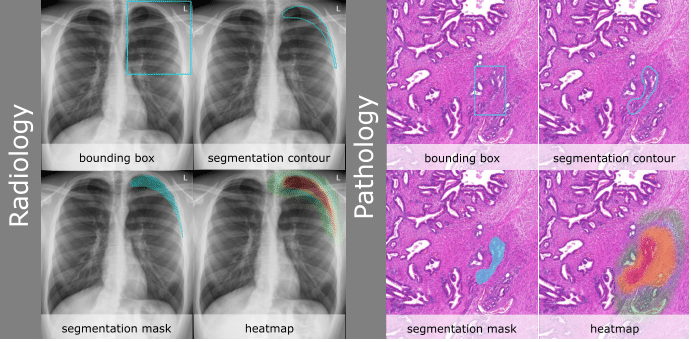 Radiology
L
L
bounding box
segmentation contour
L
L
segmentation mask
heatmap
Pathology
bounding box
segmentation contour
segmentation mask
heatmap